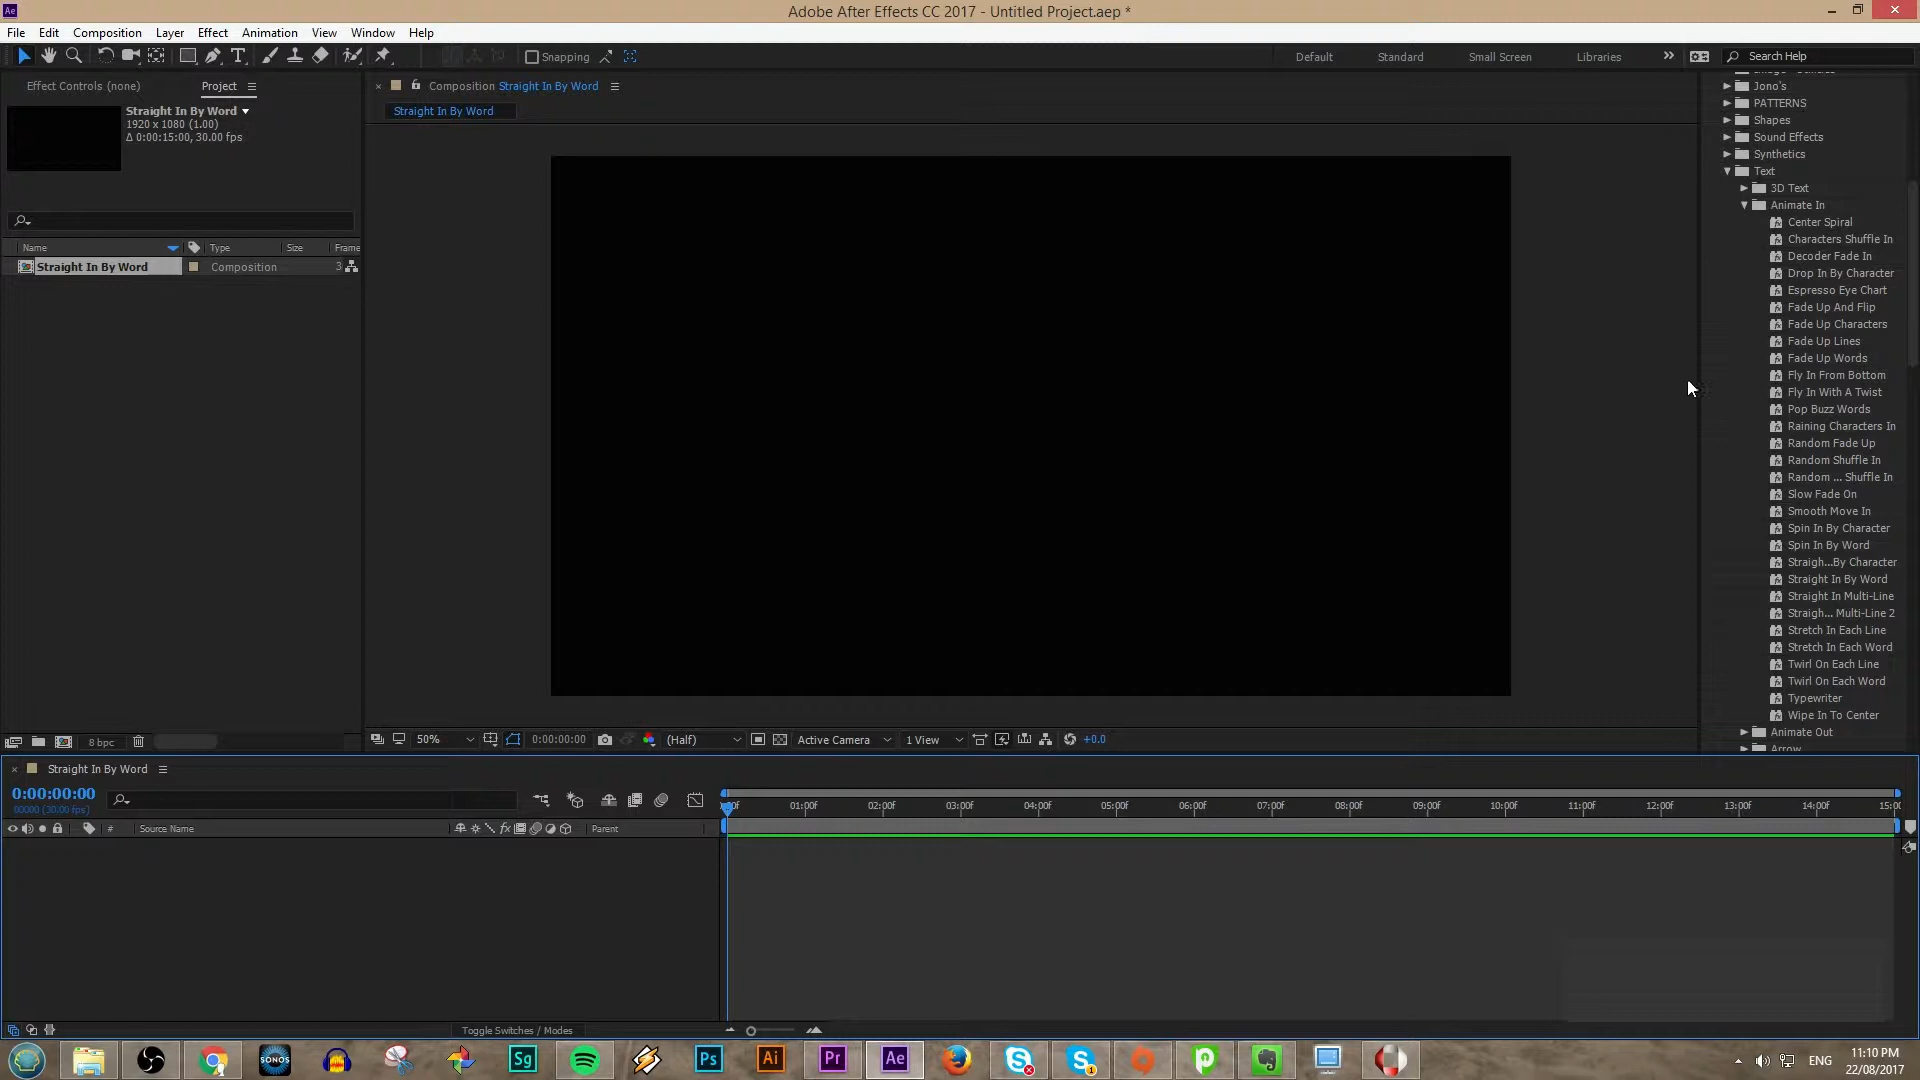 Adobe After Effects CC 2017 - Untitled Project.aep *
File Edit Composition Layer Effect Animation View Window Help
Snapping Default Standard Small Screen Libraries Search Help
Effect Controls (none) Project
Composition Straight In By Word
Straight In By Word
Straight In By Word
1920 x 1080 (1.00)
Δ 0:00:15:00, 30.00 fps
Name Type Size Frame
Straight In By Word Composition 3
8 bpc
Jono's
PATTERNS
Shapes
Sound Effects
Synthetics
Text
3D Text
Animate In
Center Spiral
Characters Shuffle In
Decoder Fade In
Drop In By Character
Espresso Eye Chart
Fade Up And Flip
Fade Up Characters
Fade Up Lines
Fade Up Words
Fly In From Bottom
Fly In With A Twist
Pop Buzz Words
Raining Characters In
Random Fade Up
Random Shuffle In
Random ... Shuffle In
Slow Fade On
Smooth Move In
Spin In By Character
Spin In By Word
Straigh...By Character
Straight In By Word
Straight In Multi-Line
Straigh... Multi-Line 2
Stretch In Each Line
Stretch In Each Word
Twirl On Each Line
Twirl On Each Word
Typewriter
Wipe In To Center
Animate Out
Arrow
50% 0:00:00:00 (Half) Active Camera 1 View +0.0
Straight In By Word
0:00:00:00
00000 (30.00 fps)
01:00f 02:00f 03:00f 04:00f 05:00f 06:00f 07:00f 08:00f 09:00f 10:00f 11:00f 12:00f 13:00f 14:00f 15:00
# Source Name fx Parent
Toggle Switches / Modes
SONOS Sg Ps Ai Pr Ae
ENG
11:10 PM
22/08/2017